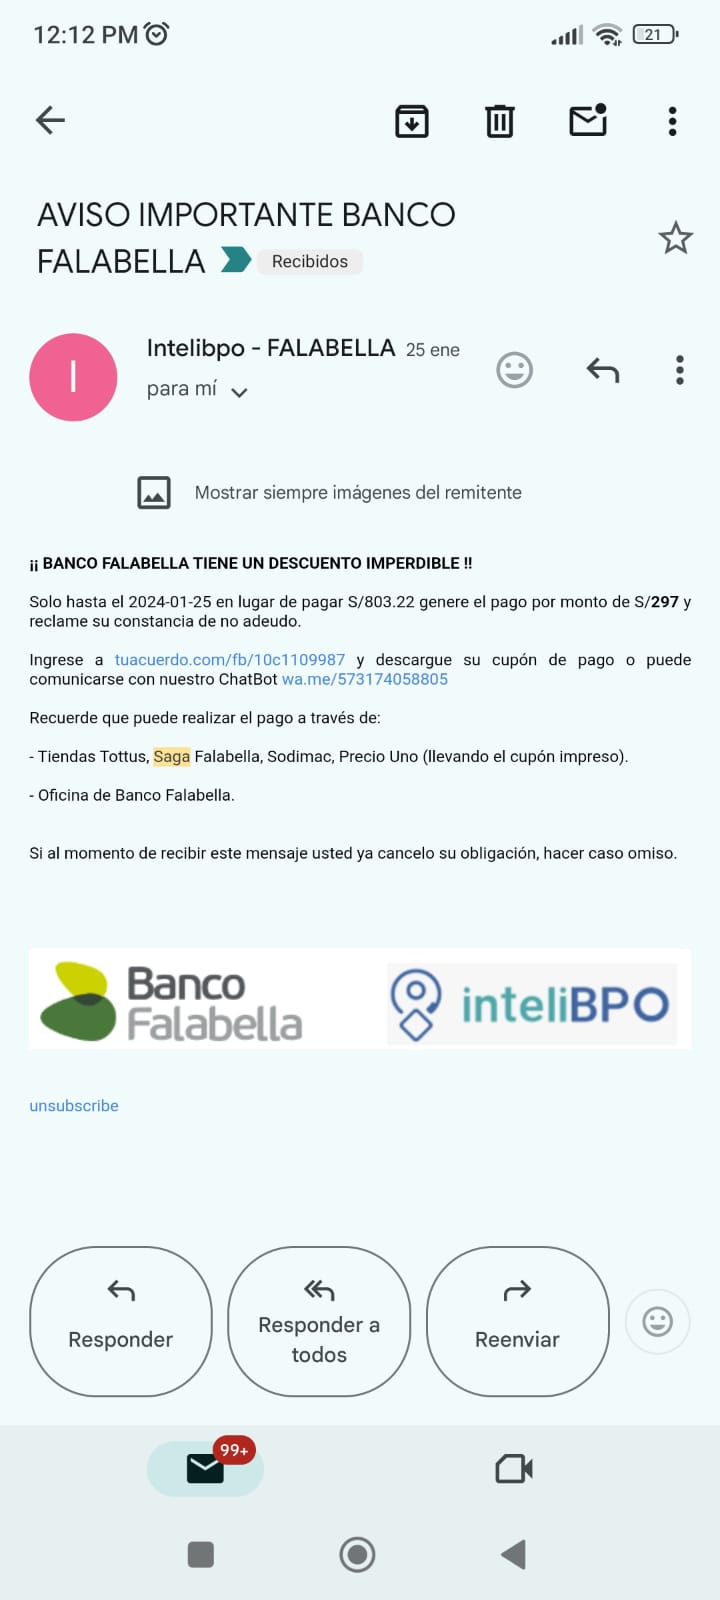 12:12 PM
21
AVISO IMPORTANTE BANCO
FALABELLA Recibidos
I
Intelibpo - FALABELLA 25 ene
para mí
Mostrar siempre imágenes del remitente
¡¡ BANCO FALABELLA TIENE UN DESCUENTO IMPERDIBLE !!
Solo hasta el 2024-01-25 en lugar de pagar S/803.22 genere el pago por monto de S/297 y
reclame su constancia de no adeudo.
Ingrese a tuacuerdo.com/fb/10c1109987 y descargue su cupón de pago o puede
comunicarse con nuestro ChatBot wa.me/573174058805
Recuerde que puede realizar el pago a través de:
- Tiendas Tottus, Saga Falabella, Sodimac, Precio Uno (llevando el cupón impreso).
- Oficina de Banco Falabella.
Si al momento de recibir este mensaje usted ya cancelo su obligación, hacer caso omiso.
Banco
Falabella
inteliBPO
unsubscribe
Responder
Responder a
todos
Reenviar
99+